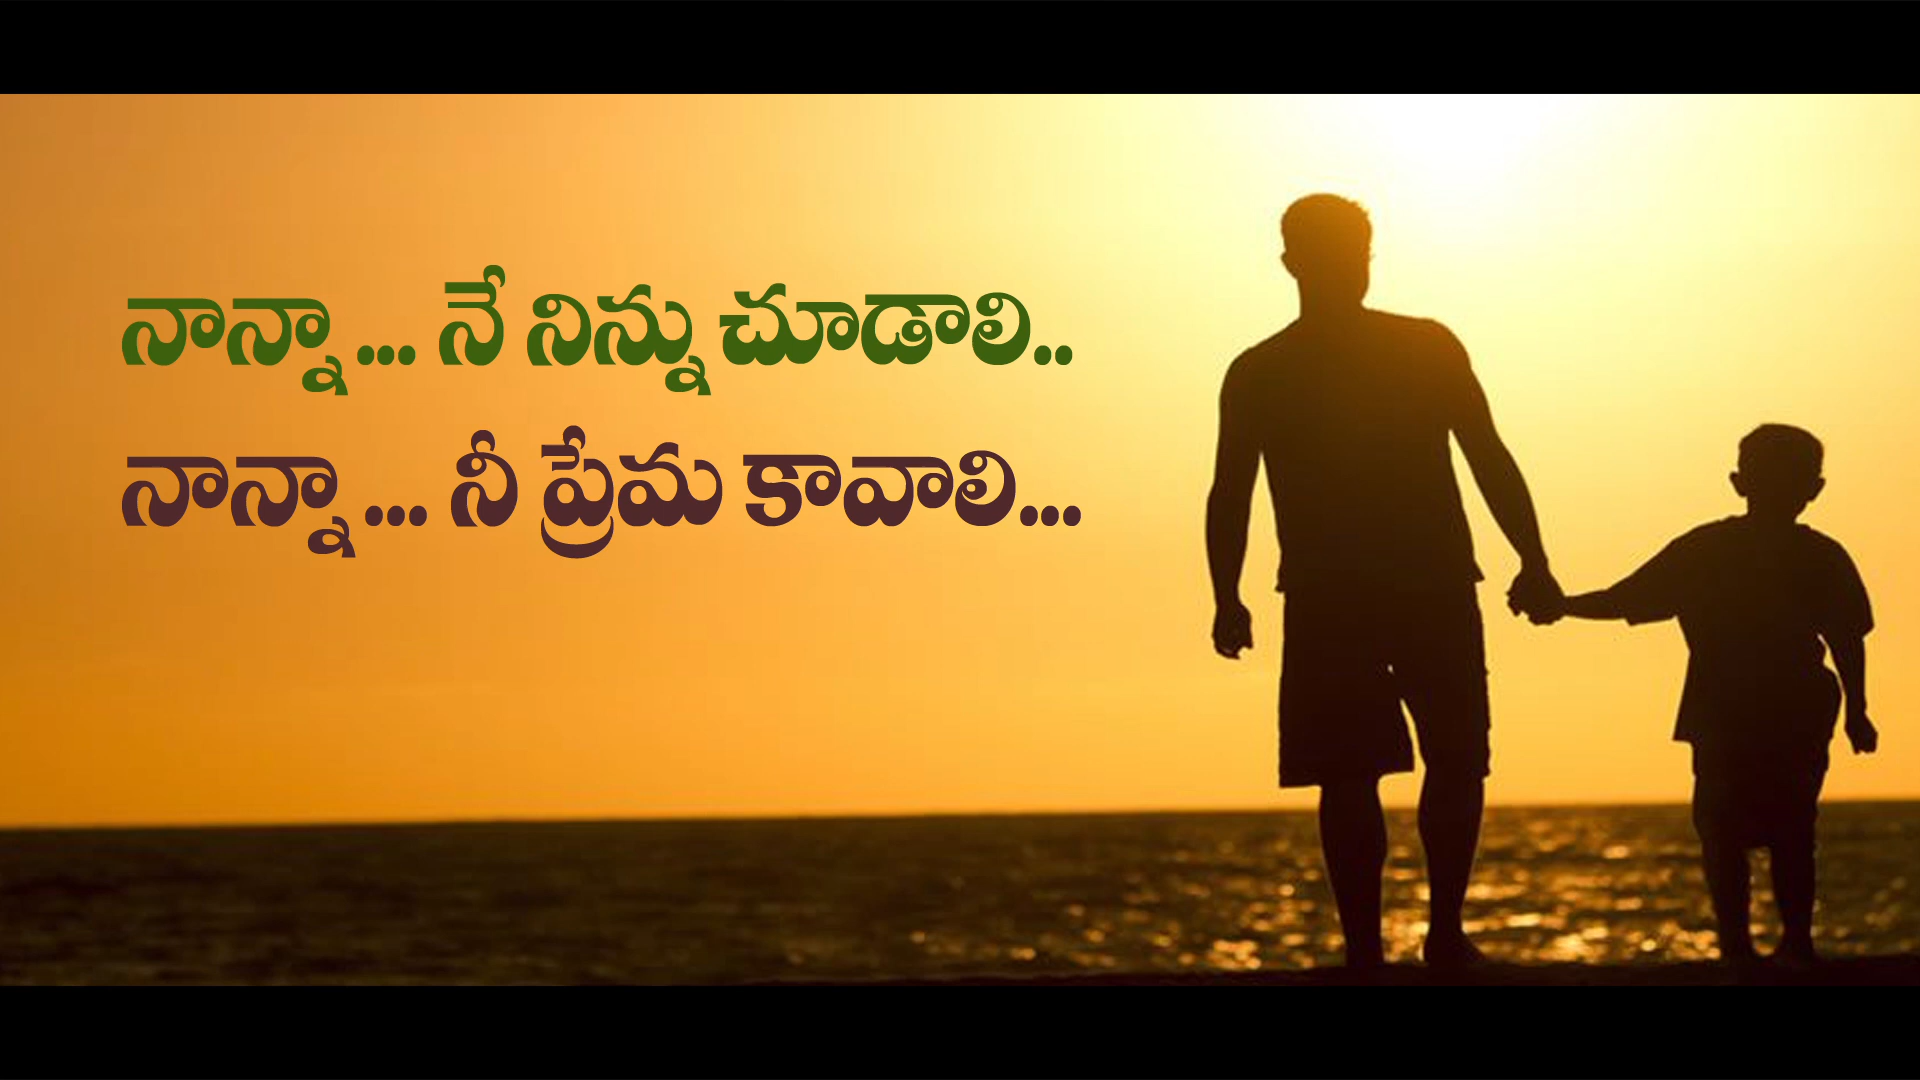 నాన్నా... నే నిన్ను చూడాలి..
నాన్నా... నీ ప్రేమ కావాలి...